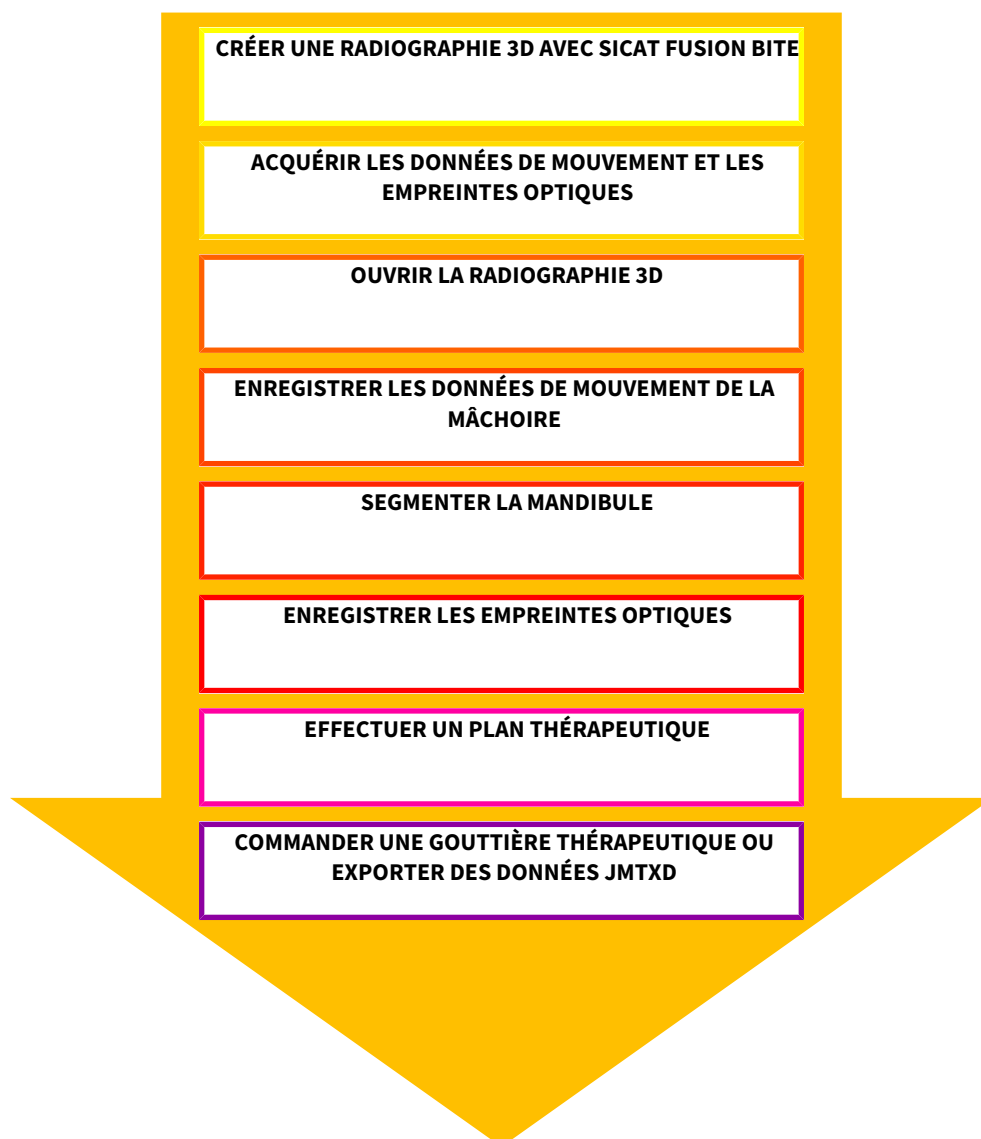 CRÉER UNE RADIOGRAPHIE 3D AVEC SICAT FUSION BITE
ACQUÉRIR LES DONNÉES DE MOUVEMENT ET LES
EMPREINTES OPTIQUES
OUVRIR LA RADIOGRAPHIE 3D
ENREGISTRER LES DONNÉES DE MOUVEMENT DE LA
MÂCHOIRE
SEGMENTER LA MANDIBULE
ENREGISTRER LES EMPREINTES OPTIQUES
EFFECTUER UN PLAN THÉRAPEUTIQUE
COMMANDER UNE GOUTTIÈRE THÉRAPEUTIQUE OU
EXPORTER DES DONNÉES JMTXD